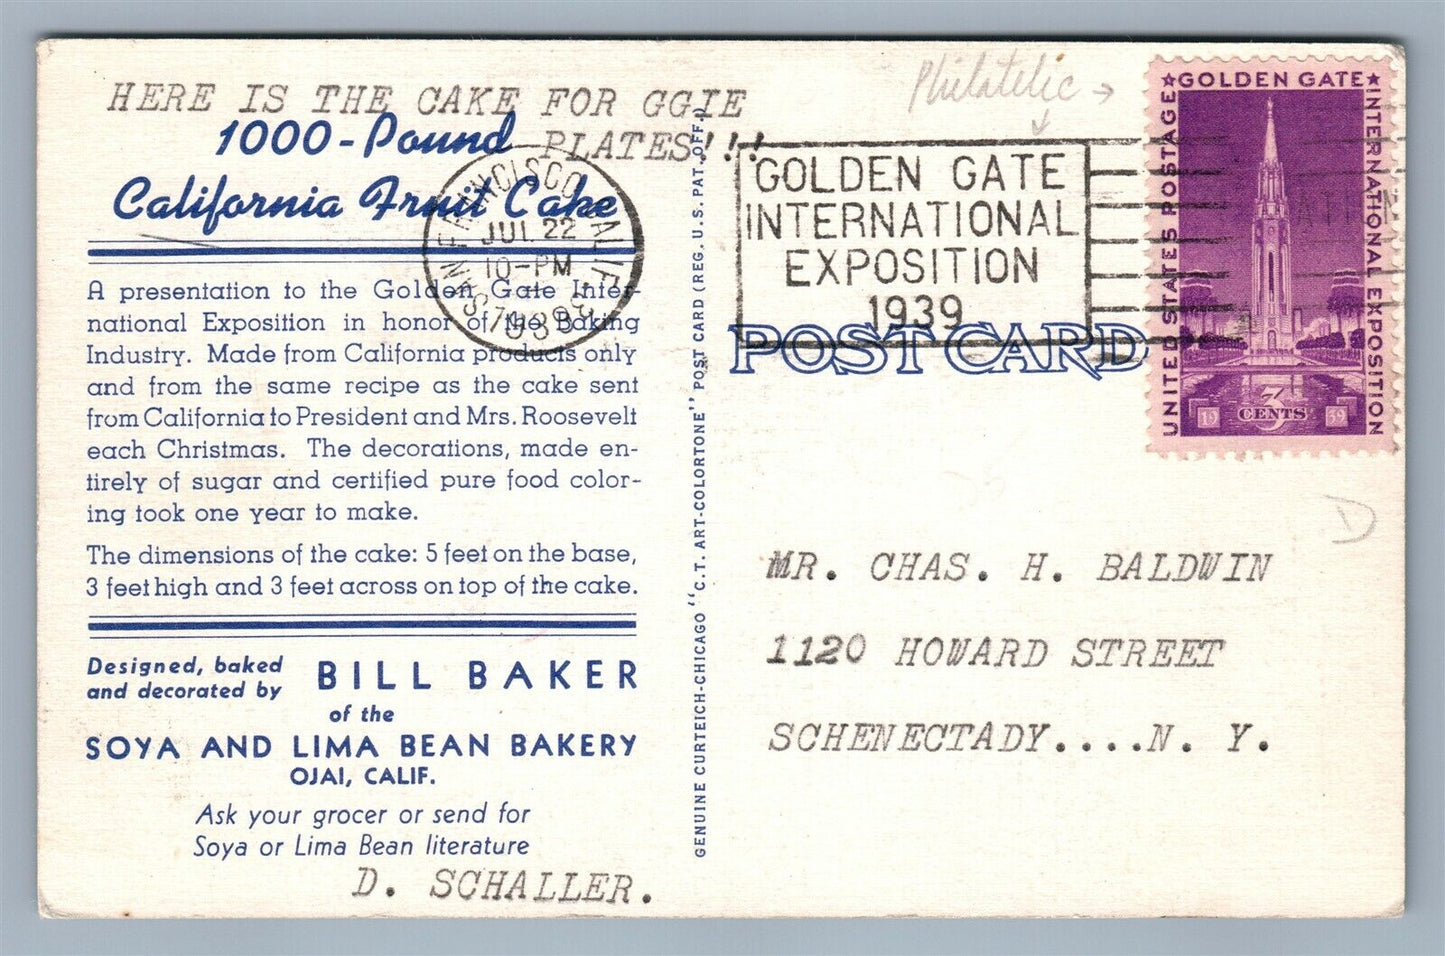 HERE IS THE CAKE FOR GGIE
PLATES!!!
1000-Pound
California Fruit Cake
A presentation to the Golden Gate Inter-
national Exposition in honor of the Baking
Industry. Made from California products only
and from the same recipe as the cake sent
from California to President and Mrs. Roosevelt
each Christmas. The decorations, made en-
tirely of sugar and certified pure food color-
ing took one year to make.
The dimensions of the cake: 5 feet on the base,
3 feet high and 3 feet across on top of the cake.
Designed, baked
and decorated by
BILL BAKER
of the
SOYA AND LIMA BEAN BAKERY
OJAI, CALIF.
Ask your grocer or send for
Soya or Lima Bean literature
D. SCHALLER.
SAN FRANCISCO, CALIF.
JUL 22
10-PM
1939
GENUINE CURTEICH-CHICAGO "C.T. ART-COLORTONE" POST CARD (REG. U.S. PAT. OFF.)
Philatelic →
GOLDEN GATE
INTERNATIONAL
EXPOSITION
1939
POST CARD
UNITED STATES POSTAGE
GOLDEN GATE
INTERNATIONAL EXPOSITION
3
CENTS
19 39
D
MR. CHAS. H. BALDWIN
1120 HOWARD STREET
SCHENECTADY....N. Y.